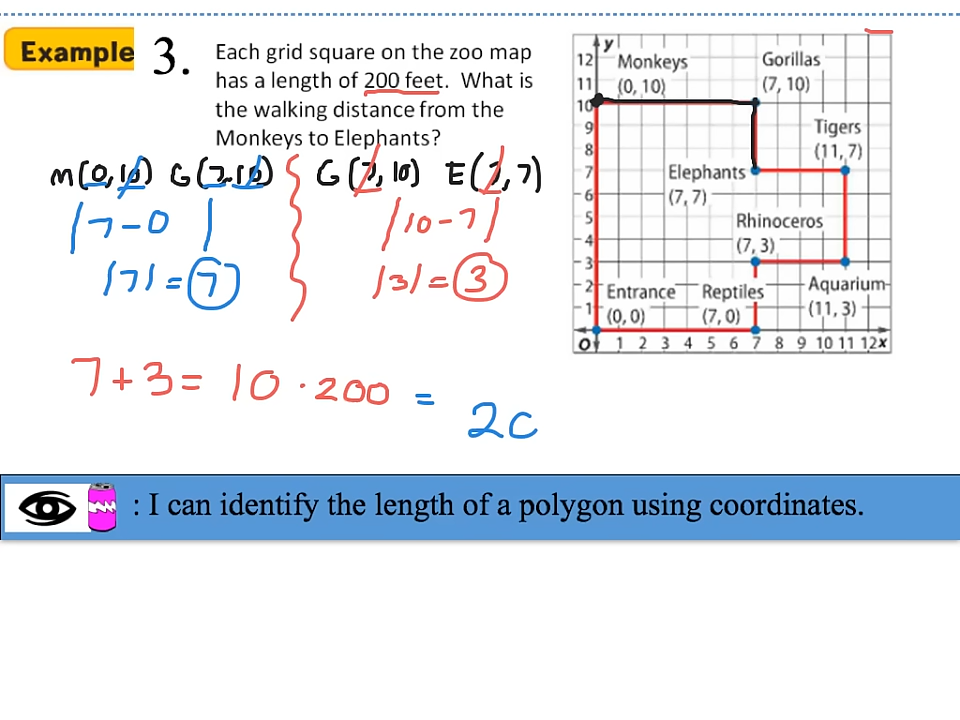 Example 3. Each grid square on the zoo map
has a length of 200 feet. What is
the walking distance from the
Monkeys to Elephants?
m(0,10) G(7,10) G(7,10) E(7,7)
|7-0| |10-7|
|7| = 7 |3| = 3
7+3= 10 · 200 = 20
y
12 Monkeys Gorillas
11 (0, 10) (7, 10)
10
9 Tigers
8 (11, 7)
7 Elephants
6 (7, 7)
5 Rhinoceros
4 (7, 3)
3
2 Entrance Reptiles Aquarium
1 (0, 0) (7, 0) (11, 3)
O 1 2 3 4 5 6 7 8 9 10 11 12 x
: I can identify the length of a polygon using coordinates.